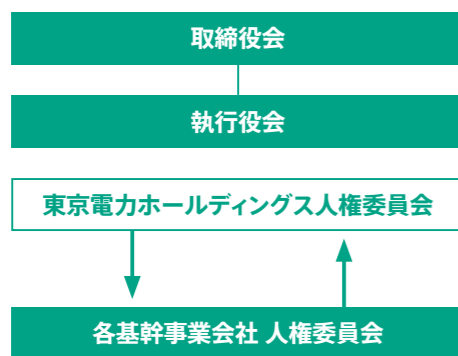 取締役会
執行役会
東京電力ホールディングス人権委員会
各基幹事業会社 人権委員会